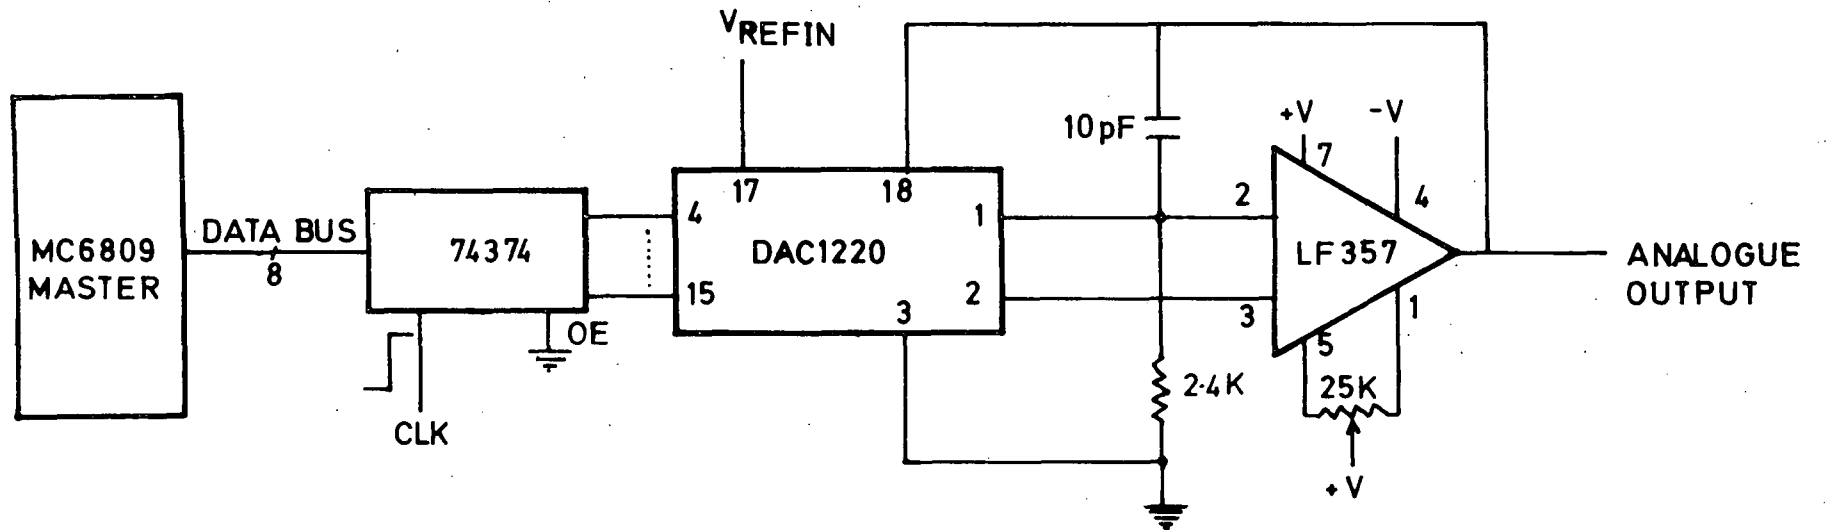 VREFIN
10pF
+V
-V
7
4
17
18
MC6809
MASTER
DATA BUS
8
74374
4
15
DAC1220
1
2
3
2
3
LF357
5
1
ANALOGUE
OUTPUT
OE
CLK
2.4K
25K
+V